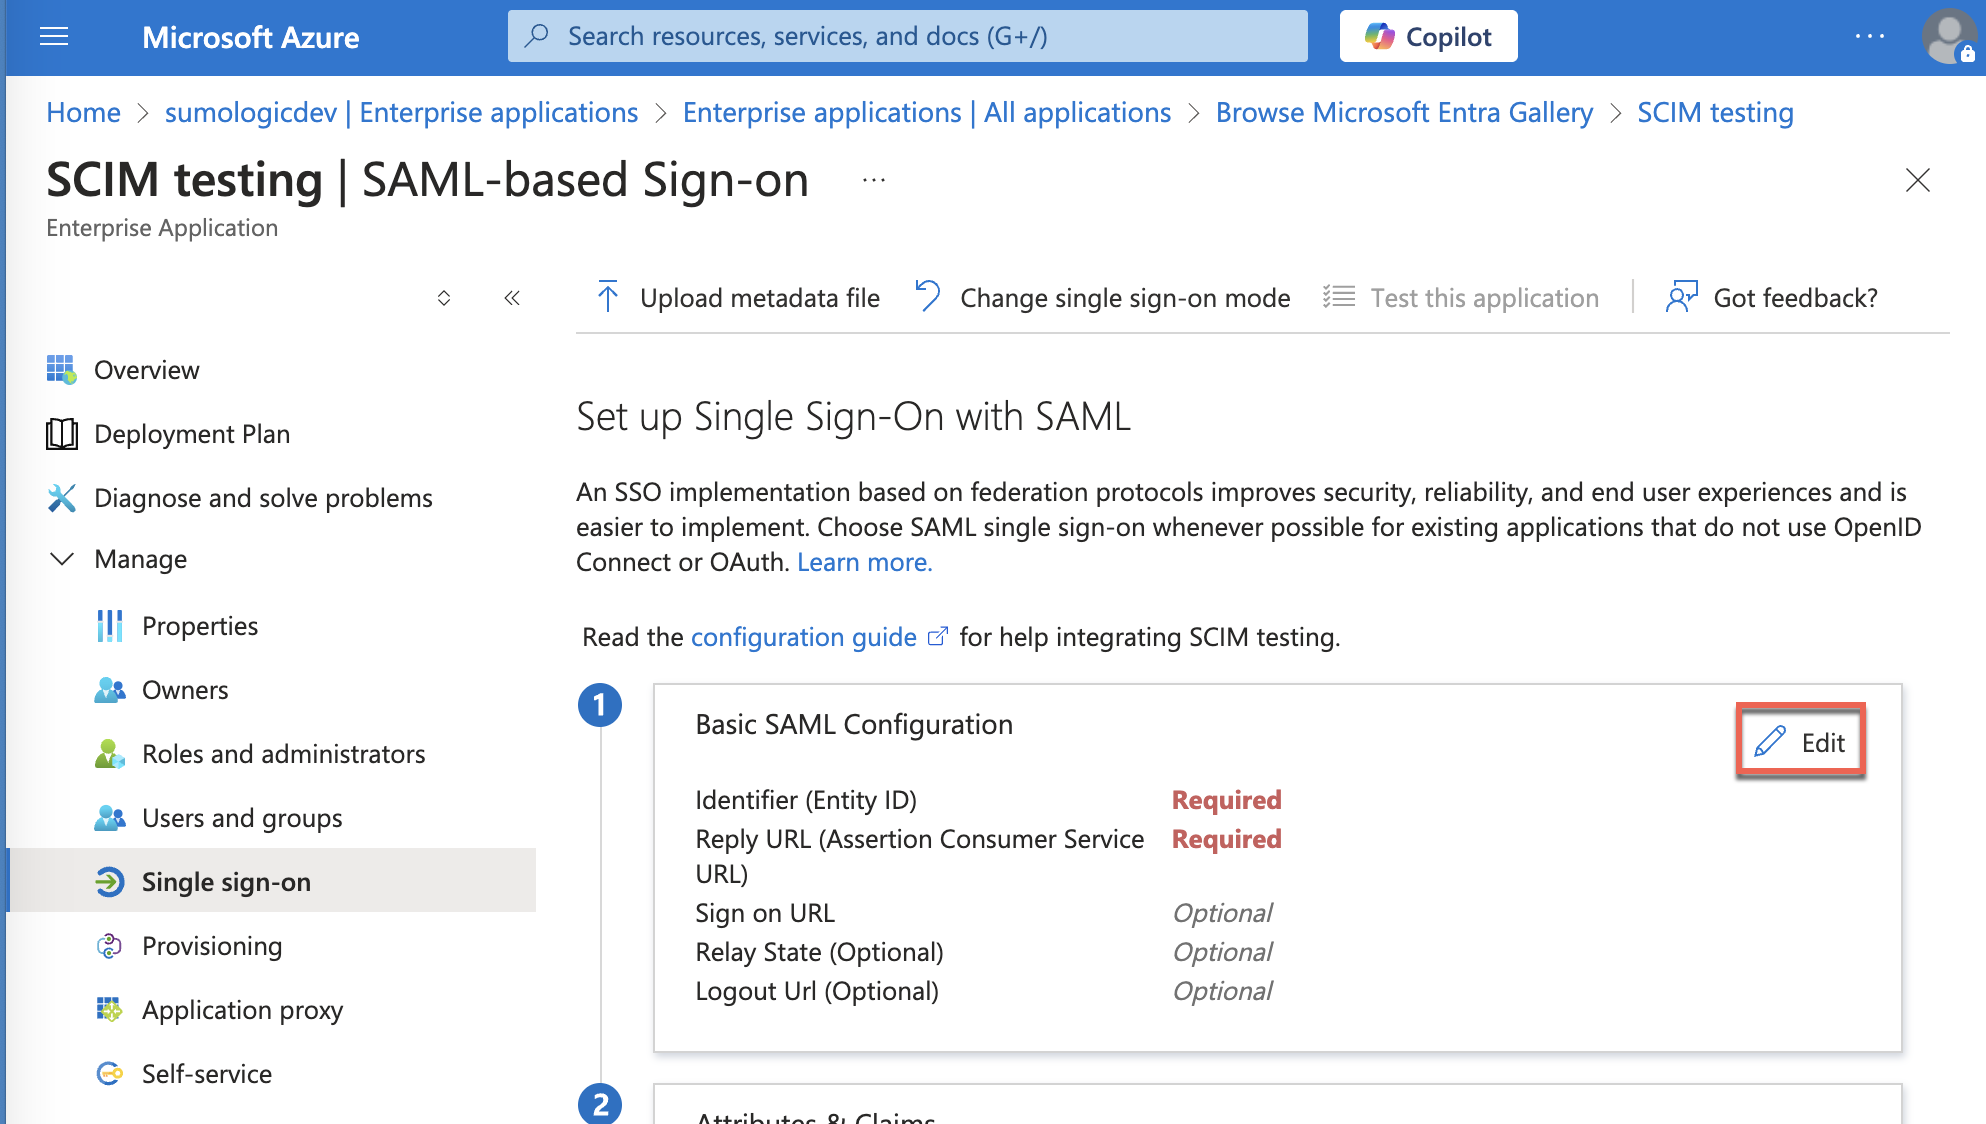 Microsoft Azure
Search resources, services, and docs (G+/)
Copilot
Home > sumologicdev | Enterprise applications > Enterprise applications | All applications > Browse Microsoft Entra Gallery > SCIM testing
SCIM testing | SAML-based Sign-on
Enterprise Application
Upload metadata file
Change single sign-on mode
Test this application
Got feedback?
Overview
Deployment Plan
Diagnose and solve problems
Manage
Properties
Owners
Roles and administrators
Users and groups
Single sign-on
Provisioning
Application proxy
Self-service
Set up Single Sign-On with SAML
An SSO implementation based on federation protocols improves security, reliability, and end user experiences and is
easier to implement. Choose SAML single sign-on whenever possible for existing applications that do not use OpenID
Connect or OAuth. Learn more.
Read the configuration guide for help integrating SCIM testing.
1
Basic SAML Configuration
Edit
Identifier (Entity ID) Required
Reply URL (Assertion Consumer Service Required
URL)
Sign on URL Optional
Relay State (Optional) Optional
Logout Url (Optional) Optional
2
Attributes & Claims